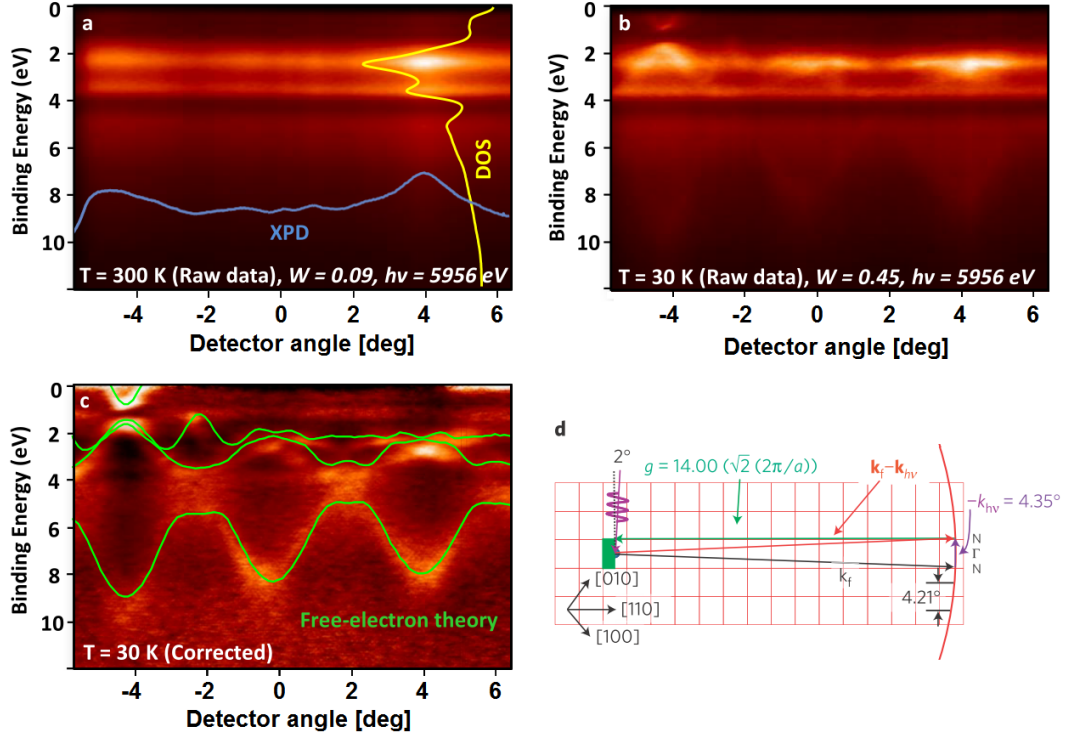 a
0
2
4
6
8
10
Binding Energy (eV)
DOS
XPD
T = 300 K (Raw data), W = 0.09, hν = 5956 eV
-4 -2 0 2 4 6
Detector angle [deg]
b
0
2
4
6
8
10
Binding Energy (eV)
T = 30 K (Raw data), W = 0.45, hν = 5956 eV
-4 -2 0 2 4 6
Detector angle [deg]
c
0
2
4
6
8
10
Binding Energy (eV)
Free-electron theory
T = 30 K (Corrected)
-4 -2 0 2 4 6
Detector angle [deg]
d
2°
g = 14.00 (√2 (2π/a))
kf–khν
–khν = 4.35°
N
Γ
N
kf
4.21°
[010]
[110]
[100]